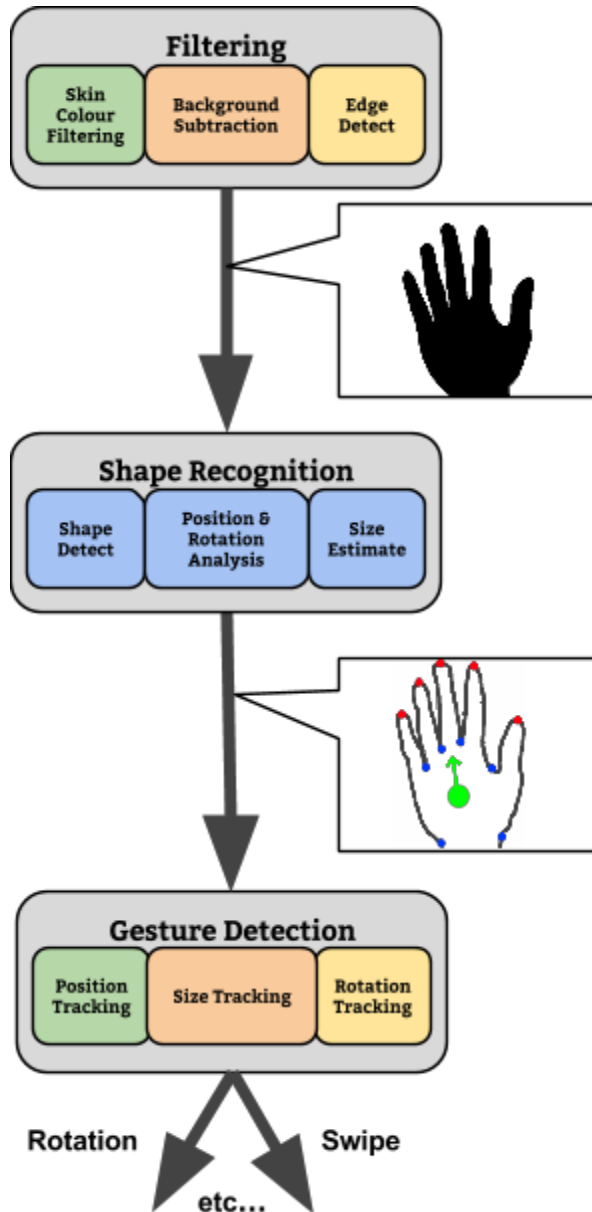 Filtering
Skin
Colour
Filtering
Background
Subtraction
Edge
Detect
Shape Recognition
Shape
Detect
Position &
Rotation
Analysis
Size
Estimate
Gesture Detection
Position
Tracking
Size Tracking
Rotation
Tracking
Rotation
Swipe
etc...